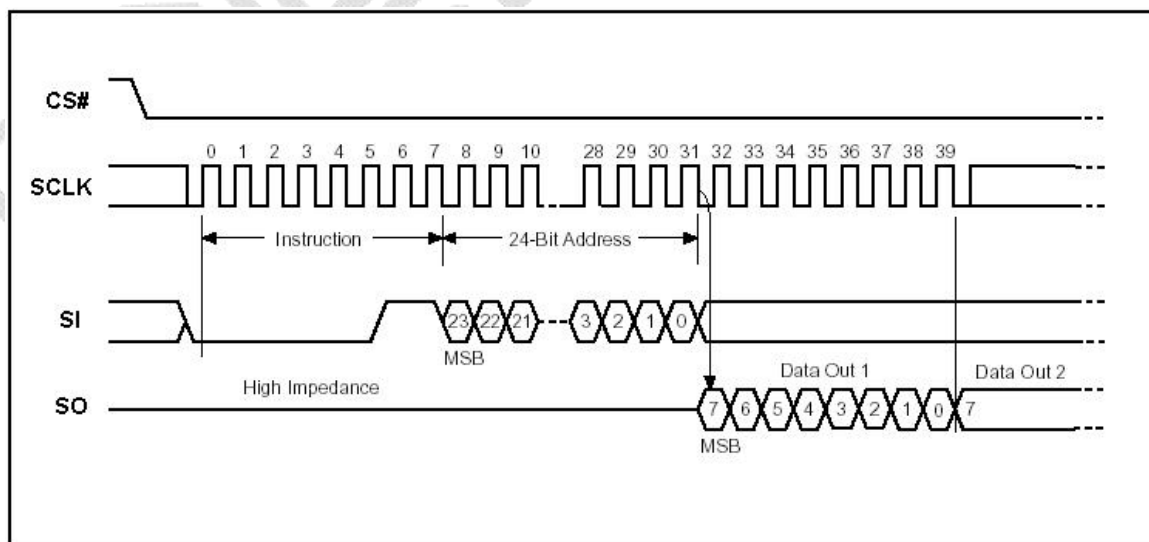 CS#
0 1 2 3 4 5 6 7 8 9 10 28 29 30 31 32 33 34 35 36 37 38 39
SCLK
Instruction 24-Bit Address
SI
23 22 21 3 2 1 0
MSB
High Impedance Data Out 1 Data Out 2
SO
7 6 5 4 3 2 1 0 7
MSB